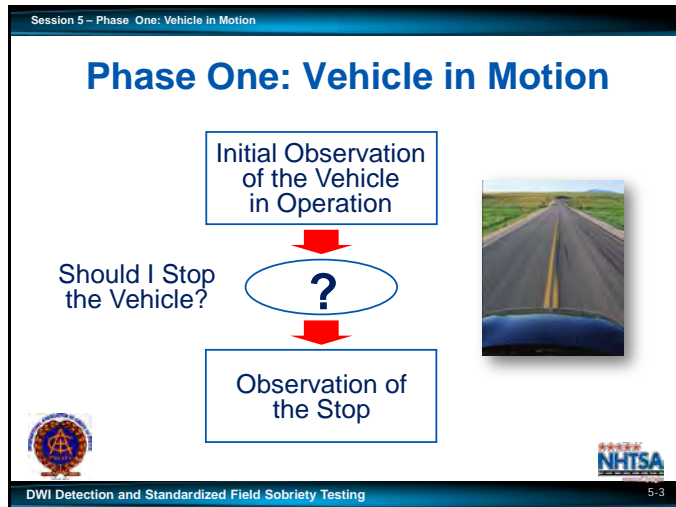 Session 5 – Phase One: Vehicle in Motion
Phase One: Vehicle in Motion
Initial Observation
of the Vehicle
in Operation
Should I Stop
the Vehicle?
?
Observation of
the Stop
NHTSA
DWI Detection and Standardized Field Sobriety Testing
5-3